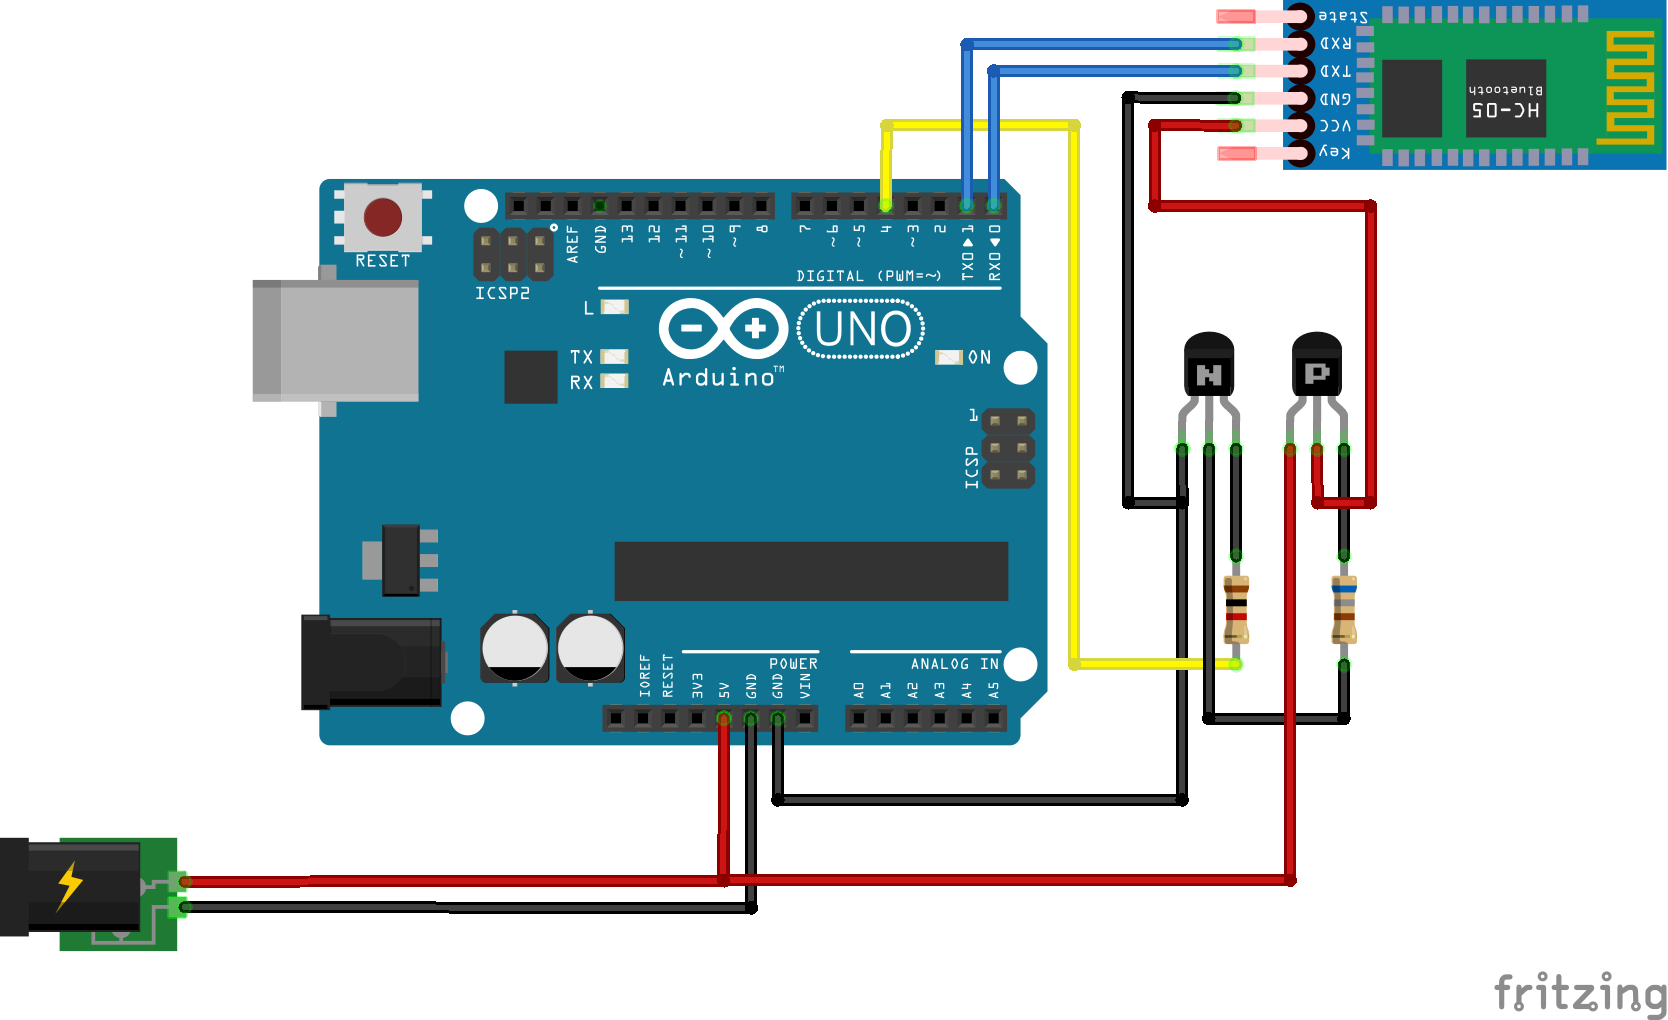 State
RXD
TXD
GND
VCC
Key
HC-05
Bluetooth
RESET
ICSP2
AREF
GND
13
12
~11
~10
~9
8
7
~6
~5
4
~3
2
TX0 ▶ 1
RX0 ◀ 0
DIGITAL (PWM=~)
L
TX
RX
Arduino™
UNO
ON
1
ICSP
N
P
IOREF
RESET
3V3
5V
GND
GND
VIN
POWER
ANALOG IN
A0
A1
A2
A3
A4
A5
fritzing